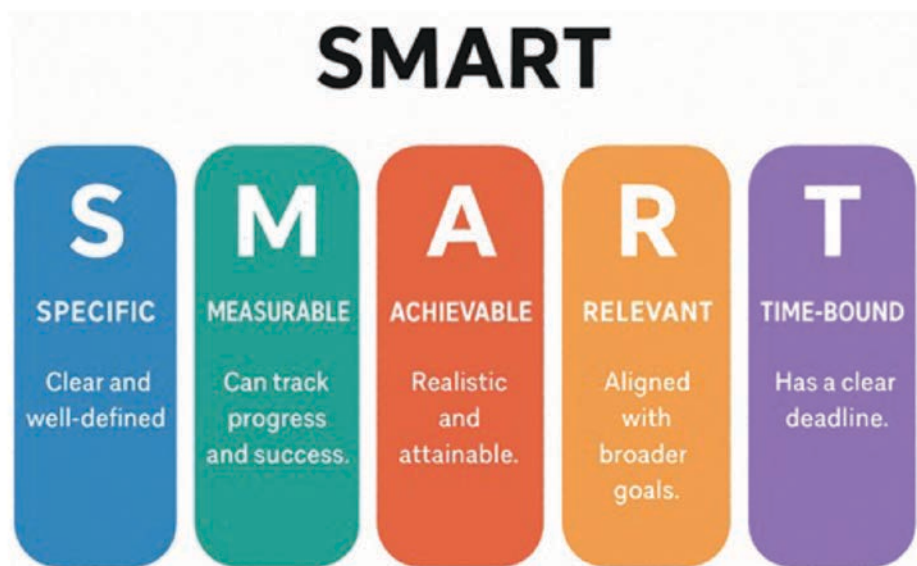 SMART
S
SPECIFIC
Clear and
well-defined
M
MEASURABLE
Can track
progress
and success.
A
ACHIEVABLE
Realistic
and
attainable.
R
RELEVANT
Aligned
with
broader
goals.
T
TIME-BOUND
Has a clear
deadline.